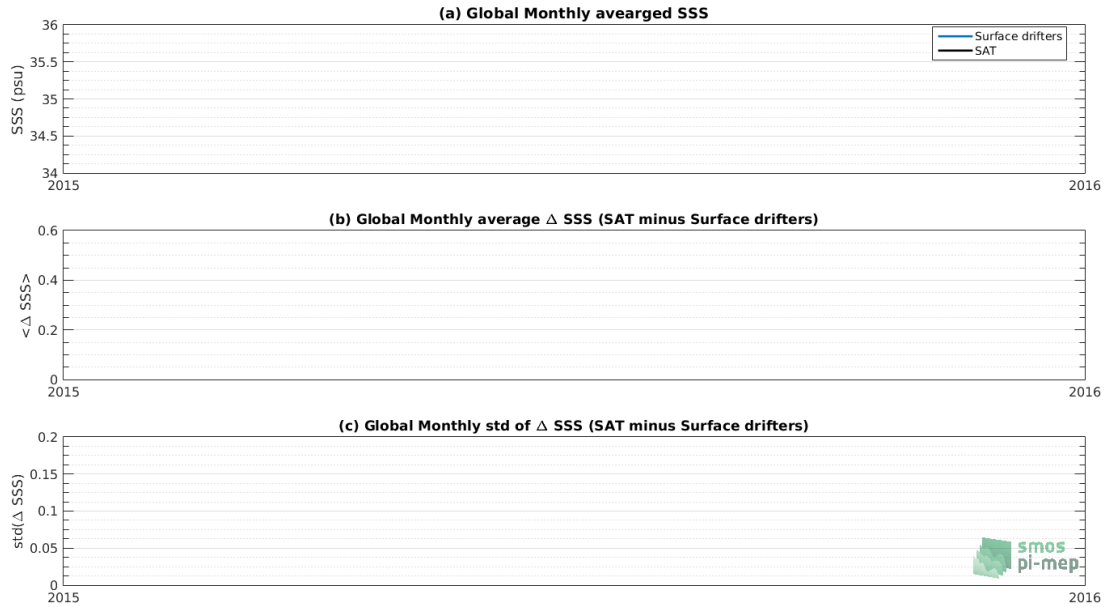 (a) Global Monthly avearged SSS
36
35.5
35
34.5
34
SSS (psu)
Surface drifters
SAT
2015
2016
(b) Global Monthly average Δ SSS (SAT minus Surface drifters)
0.6
0.4
0.2
0
<Δ SSS>
2015
2016
(c) Global Monthly std of Δ SSS (SAT minus Surface drifters)
0.2
0.15
0.1
0.05
0
std(Δ SSS)
2015
2016
smos
pi-mep